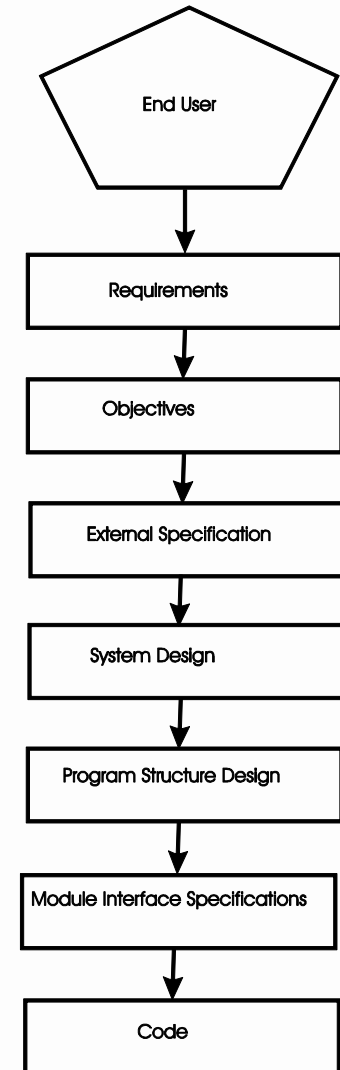 End User
Requirements
Objectives
External Specification
System Design
Program Structure Design
Module Interface Specifications
Code